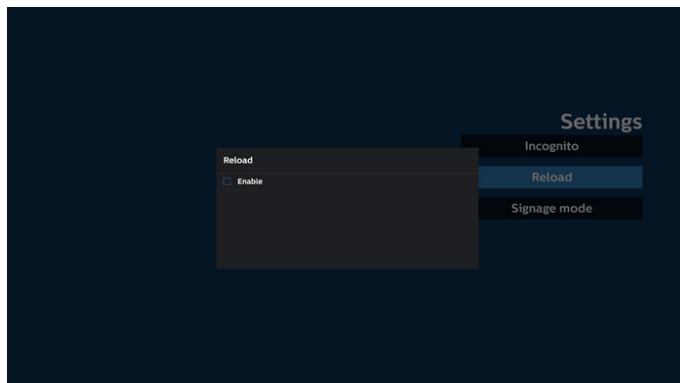 Settings
Incognito
Reload
Signage mode
Reload
Enable